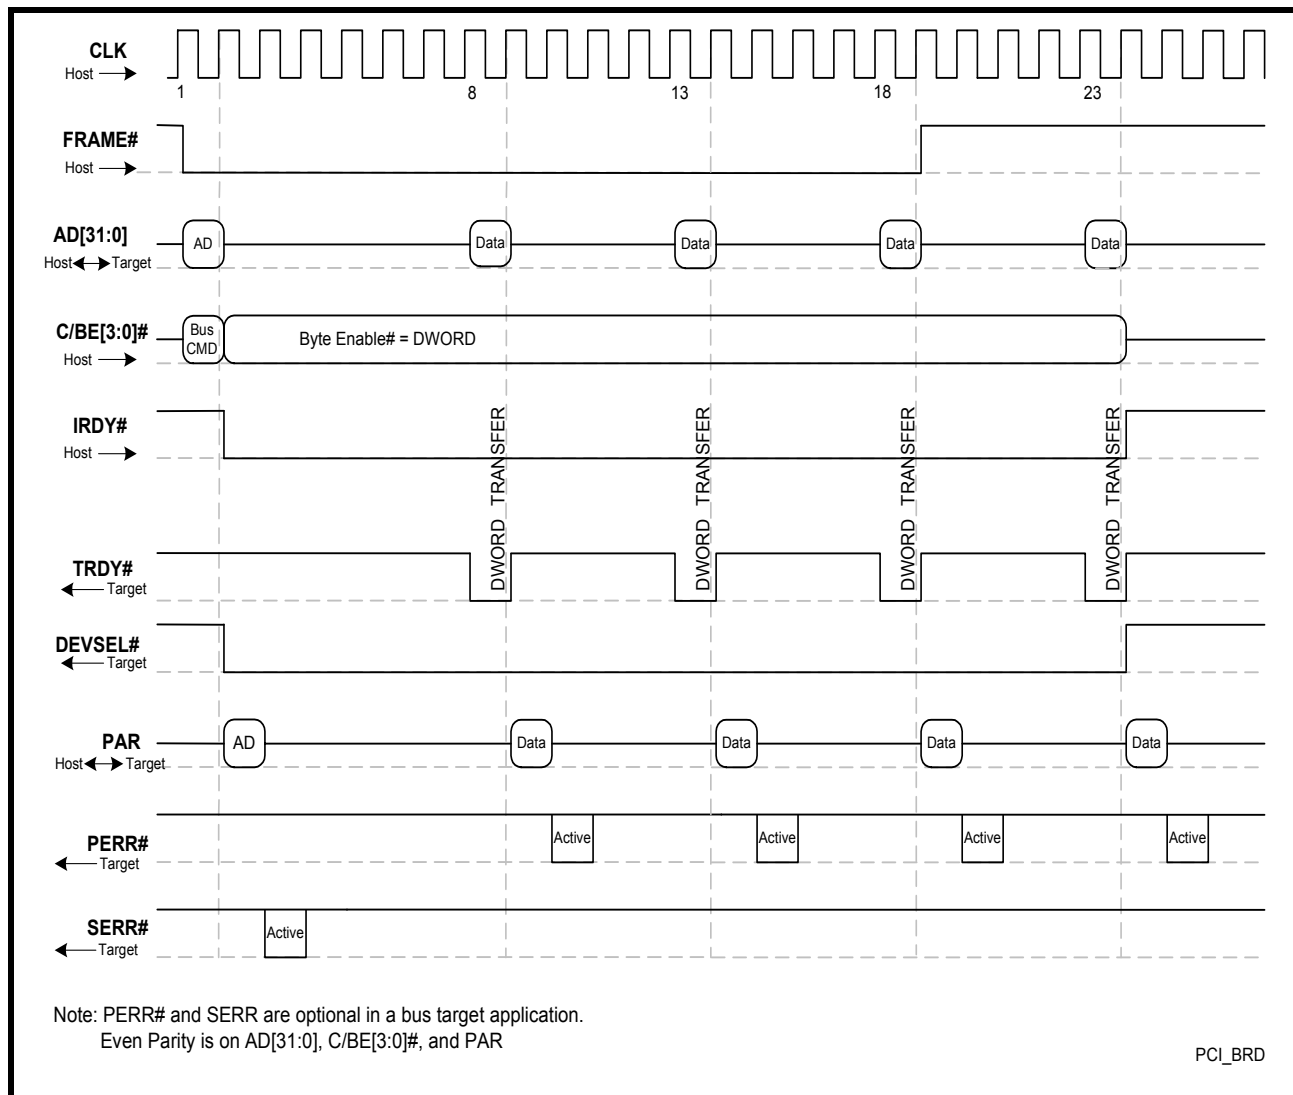 CLK
Host
1 8 13 18 23
FRAME#
Host
AD[31:0]
Host Target
AD Data Data Data Data
C/BE[3:0]#
Host
Bus
CMD
Byte Enable# = DWORD
IRDY#
Host
DWORD TRANSFER
DWORD TRANSFER
DWORD TRANSFER
DWORD TRANSFER
TRDY#
Target
DEVSEL#
Target
PAR
Host Target
AD Data Data Data Data
PERR#
Target
Active Active Active Active
SERR#
Target
Active
Note: PERR# and SERR are optional in a bus target application.
Even Parity is on AD[31:0], C/BE[3:0]#, and PAR
PCI_BRD